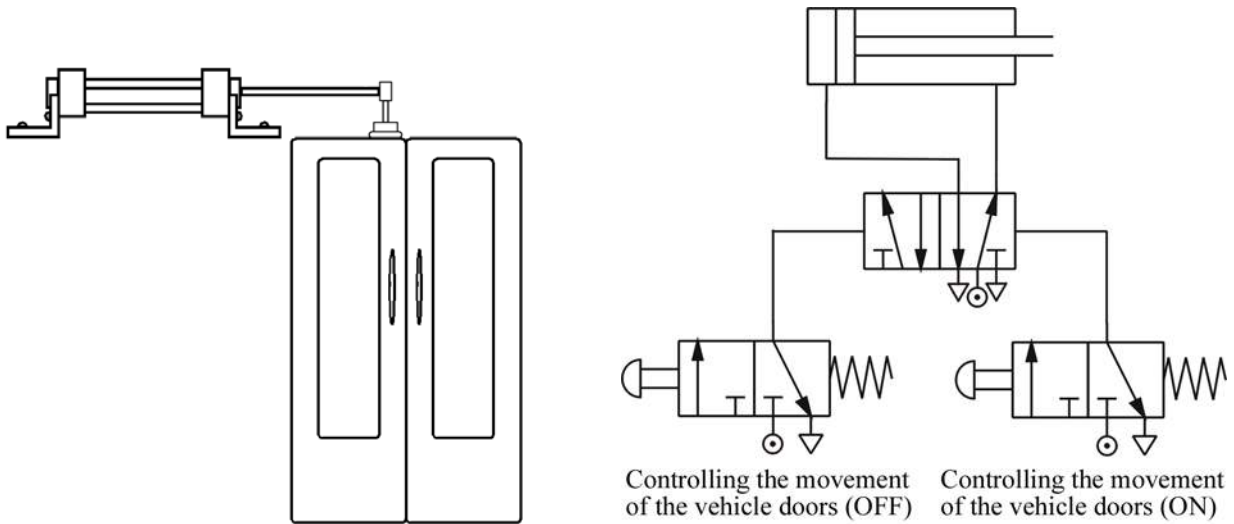 Controlling the movement
of the vehicle doors (OFF)
Controlling the movement
of the vehicle doors (ON)